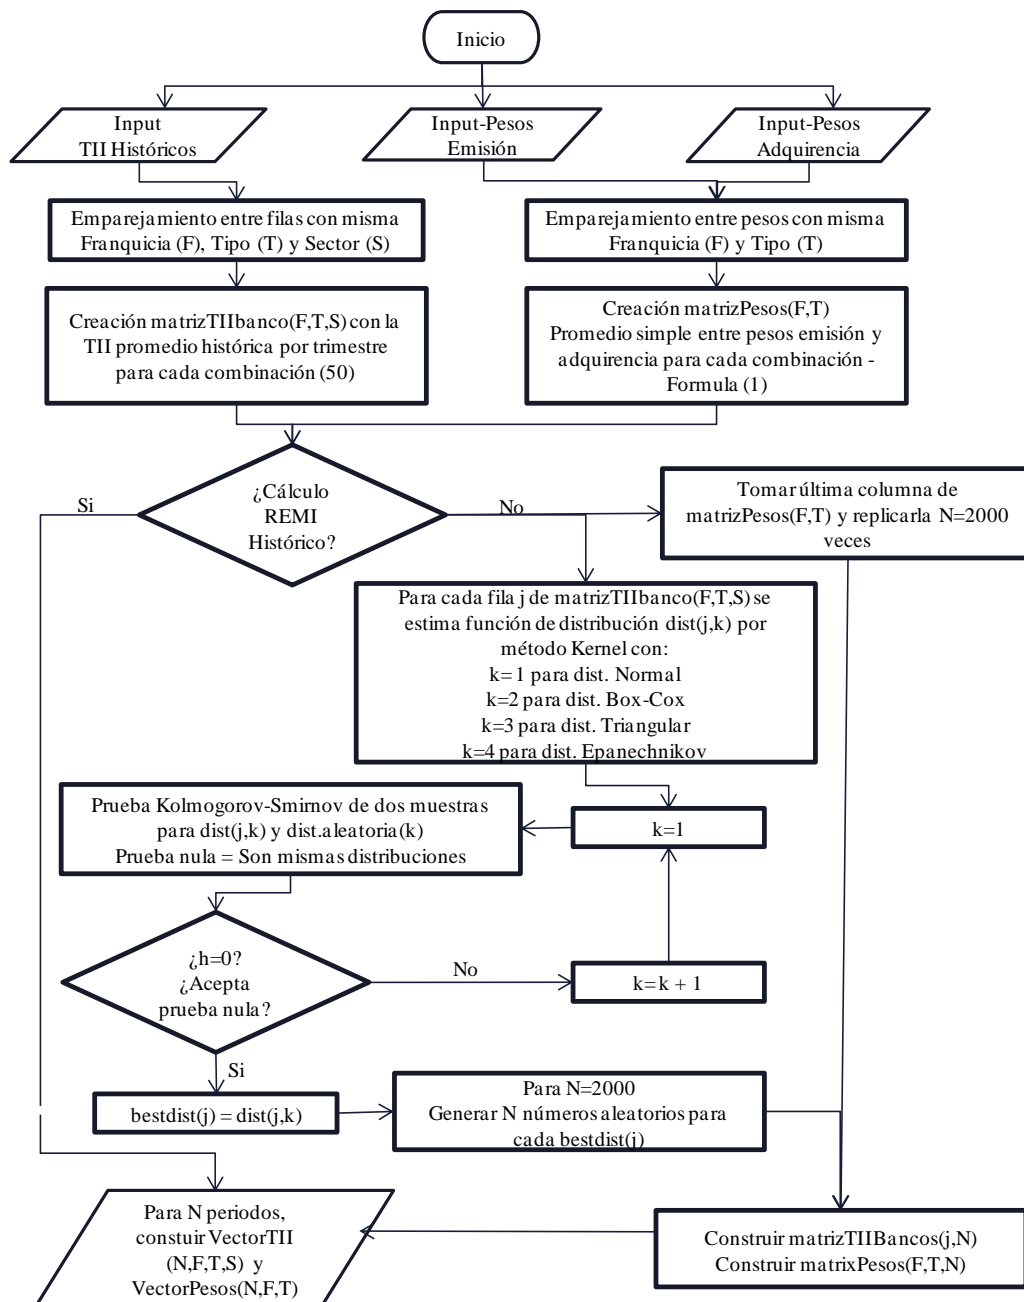 Inicio
Input
TII Históricos
Input-Pesos
Emisión
Input-Pesos
Adquirencia
Emparejamiento entre filas con misma
Franquicia (F), Tipo (T) y Sector (S)
Emparejamiento entre pesos con misma
Franquicia (F) y Tipo (T)
Creación matrizTIIbanco(F,T,S) con la
TII promedio histórica por trimestre
para cada combinación (50)
Creación matrizPesos(F,T)
Promedio simple entre pesos emisión y
adquirencia para cada combinación -
Formula (1)
Si
¿Cálculo
REMI
Histórico?
No
Tomar última columna de
matrizPesos(F,T) y replicarla N=2000
veces
Para cada fila j de matrizTIIbanco(F,T,S) se
estima función de distribución dist(j,k) por
método Kernel con:
k=1 para dist. Normal
k=2 para dist. Box-Cox
k=3 para dist. Triangular
k=4 para dist. Epanechnikov
Prueba Kolmogorov-Smirnov de dos muestras
para dist(j,k) y dist.aleatoria(k)
Prueba nula = Son mismas distribuciones
k=1
¿h=0?
¿Acepta
prueba nula?
No
k=k + 1
Si
bestdist(j) = dist(j,k)
Para N=2000
Generar N números aleatorios para
cada bestdist(j)
Para N periodos,
constuir VectorTII
(N,F,T,S) y
VectorPesos(N,F,T)
Construir matrizTIIBancos(j,N)
Construir matrixPesos(F,T,N)